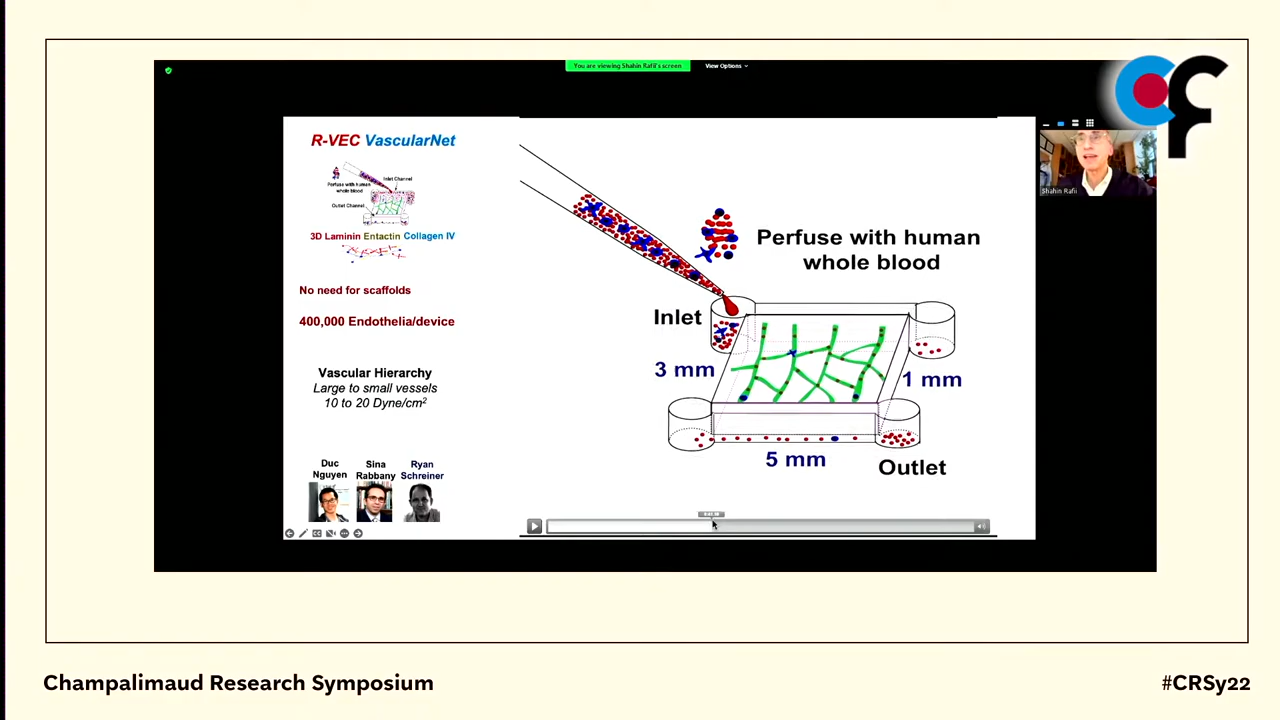 You are viewing Shahin Rafii's screen
View Options
R-VEC VascularNet
Perfuse with human
whole blood
Inlet Channel
Outlet Channel
3D Laminin Entactin Collagen IV
No need for scaffolds
400,000 Endothelia/device
Vascular Hierarchy
Large to small vessels
10 to 20 Dyne/cm²
Duc
Nguyen
Sina
Rabbany
Ryan
Schreiner
Perfuse with human
whole blood
Inlet
3 mm
1 mm
5 mm
Outlet
Shahin Rafii
cf
Champalimaud Research Symposium
#CRSy22